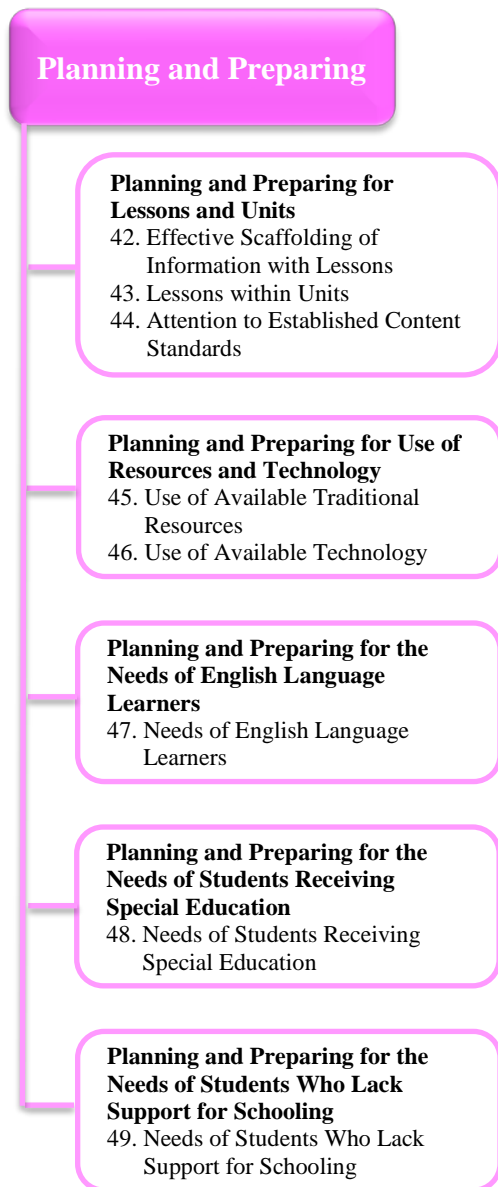 Planning and Preparing
Planning and Preparing for
Lessons and Units
42. Effective Scaffolding of
Information with Lessons
43. Lessons within Units
44. Attention to Established Content
Standards
Planning and Preparing for Use of
Resources and Technology
45. Use of Available Traditional
Resources
46. Use of Available Technology
Planning and Preparing for the
Needs of English Language
Learners
47. Needs of English Language
Learners
Planning and Preparing for the
Needs of Students Receiving
Special Education
48. Needs of Students Receiving
Special Education
Planning and Preparing for the
Needs of Students Who Lack
Support for Schooling
49. Needs of Students Who Lack
Support for Schooling